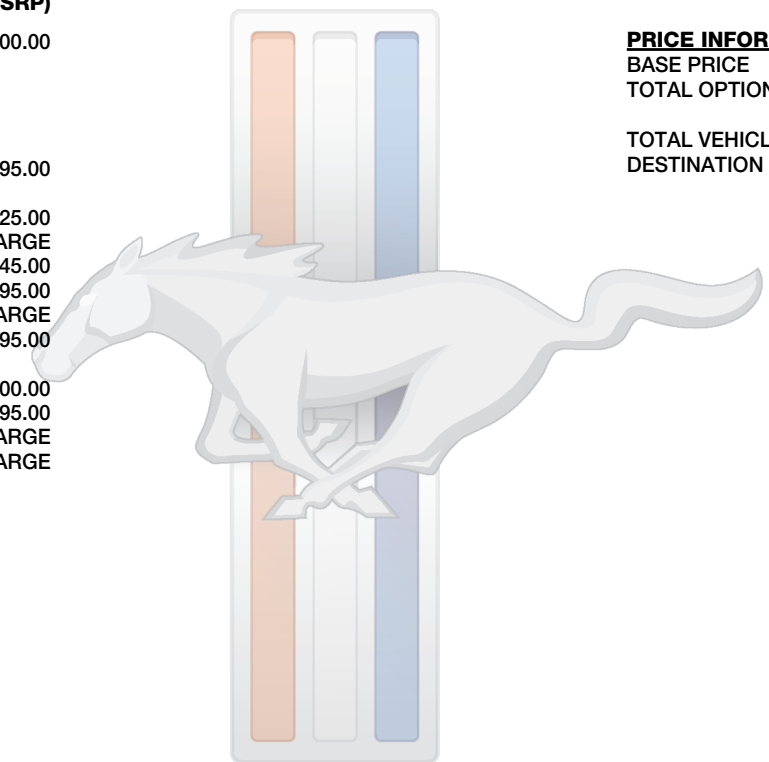 SRP)
00.00
95.00
25.00
ARGE
45.00
95.00
ARGE
95.00
00.00
95.00
ARGE
ARGE
PRICE INFOR
BASE PRICE
TOTAL OPTION
TOTAL VEHICL
DESTINATION